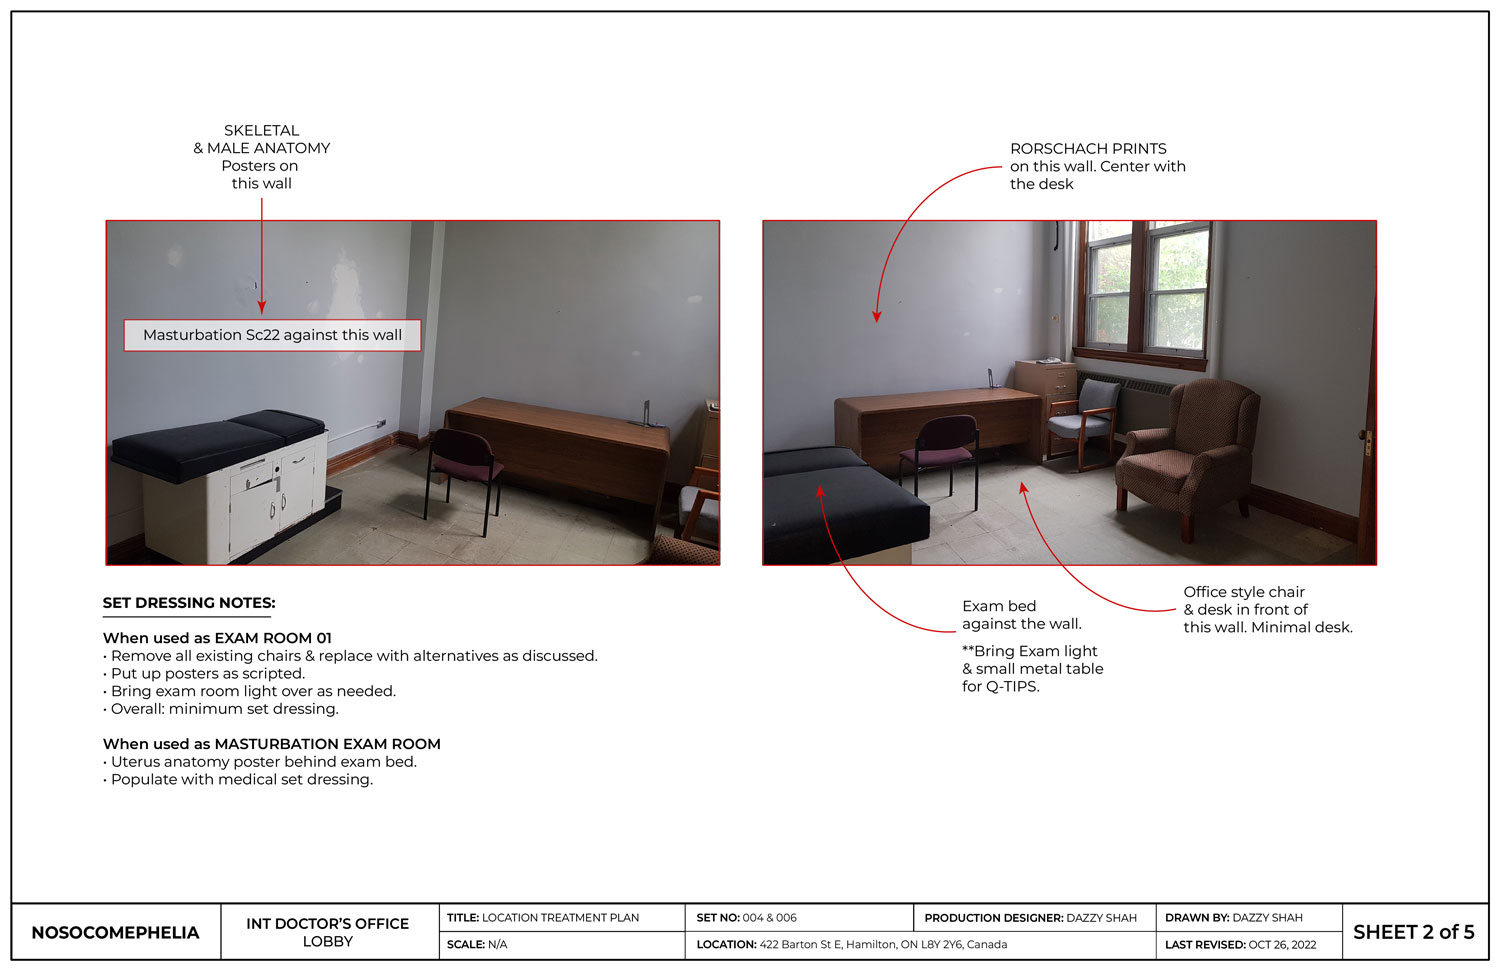 SKELETAL
& MALE ANATOMY
Posters on
this wall
RORSCHACH PRINTS
on this wall. Center with
the desk
Masturbation Sc22 against this wall
Exam bed
against the wall.
**Bring Exam light
& small metal table
for Q-TIPS.
Office style chair
& desk in front of
this wall. Minimal desk.
SET DRESSING NOTES:
When used as EXAM ROOM 01
• Remove all existing chairs & replace with alternatives as discussed.
• Put up posters as scripted.
• Bring exam room light over as needed.
• Overall: minimum set dressing.
When used as MASTURBATION EXAM ROOM
• Uterus anatomy poster behind exam bed.
• Populate with medical set dressing.
NOSOCOMEPHELIA
INT DOCTOR'S OFFICE
LOBBY
TITLE: LOCATION TREATMENT PLAN
SCALE: N/A
SET NO: 004 & 006
PRODUCTION DESIGNER: DAZZY SHAH
LOCATION: 422 Barton St E, Hamilton, ON L8Y 2Y6, Canada
DRAWN BY: DAZZY SHAH
LAST REVISED: OCT 26, 2022
SHEET 2 of 5